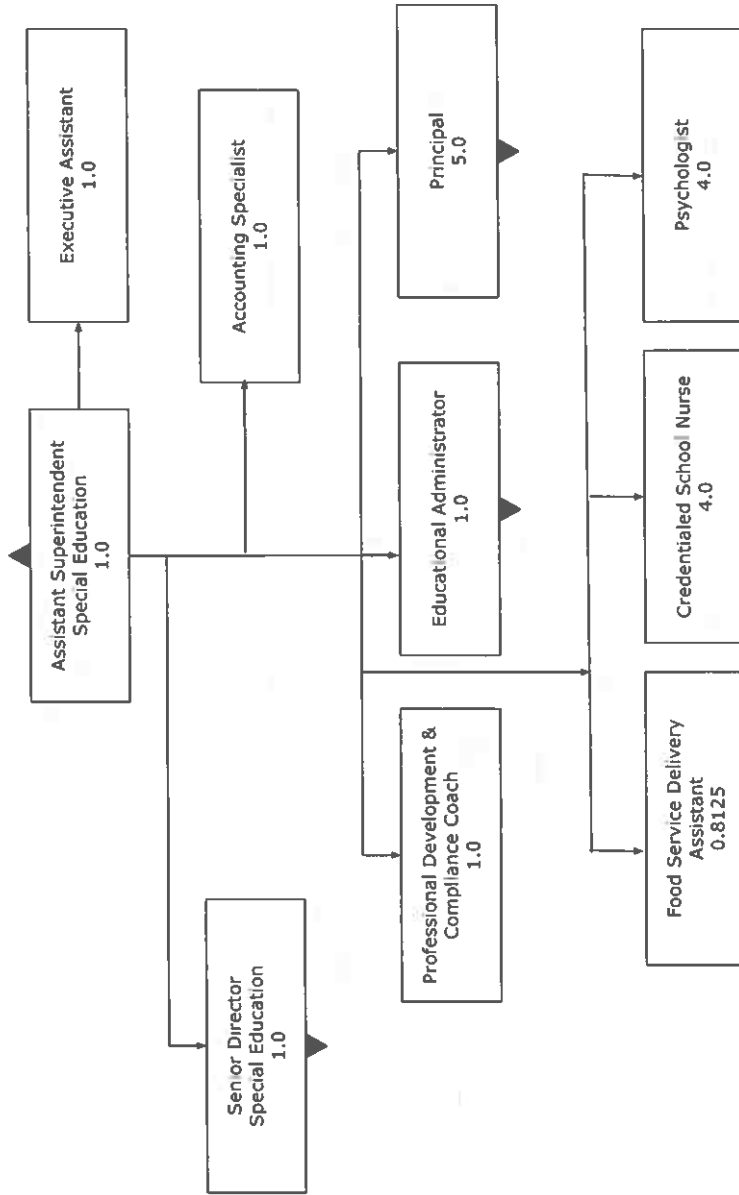 Assistant Superintendent
Special Education
1.0
Executive Assistant
1.0
Senior Director
Special Education
1.0
Accounting Specialist
1.0
Professional Development &
Compliance Coach
1.0
Educational Administrator
1.0
Principal
5.0
Food Service Delivery
Assistant
0.8125
Credentialed School Nurse
4.0
Psychologist
4.0